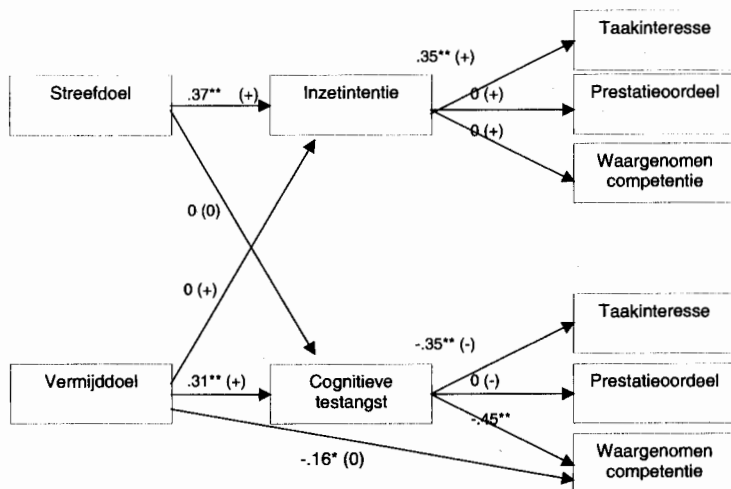 Taakinteresse
.35** (+)
Streefdoel
.37** (+)
Inzetintentie
0 (+)
Prestatieoordeel
0 (+)
Waargenomen
competentie
0 (0)
0 (+)
Taakinteresse
-.35** (-)
Vermijddoel
.31** (+)
Cognitieve
testangst
0 (-)
Prestatieoordeel
-.45**
-.16* (0)
Waargenomen
competentie